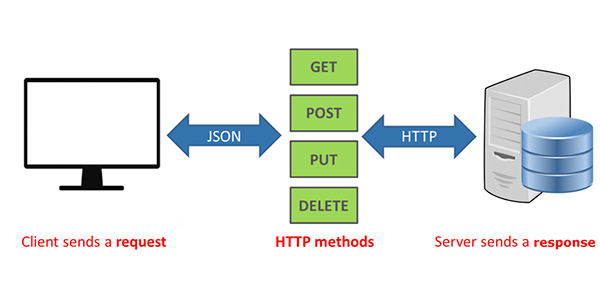 GET
POST
JSON
HTTP
PUT
DELETE
Client sends a request
HTTP methods
Server sends a response